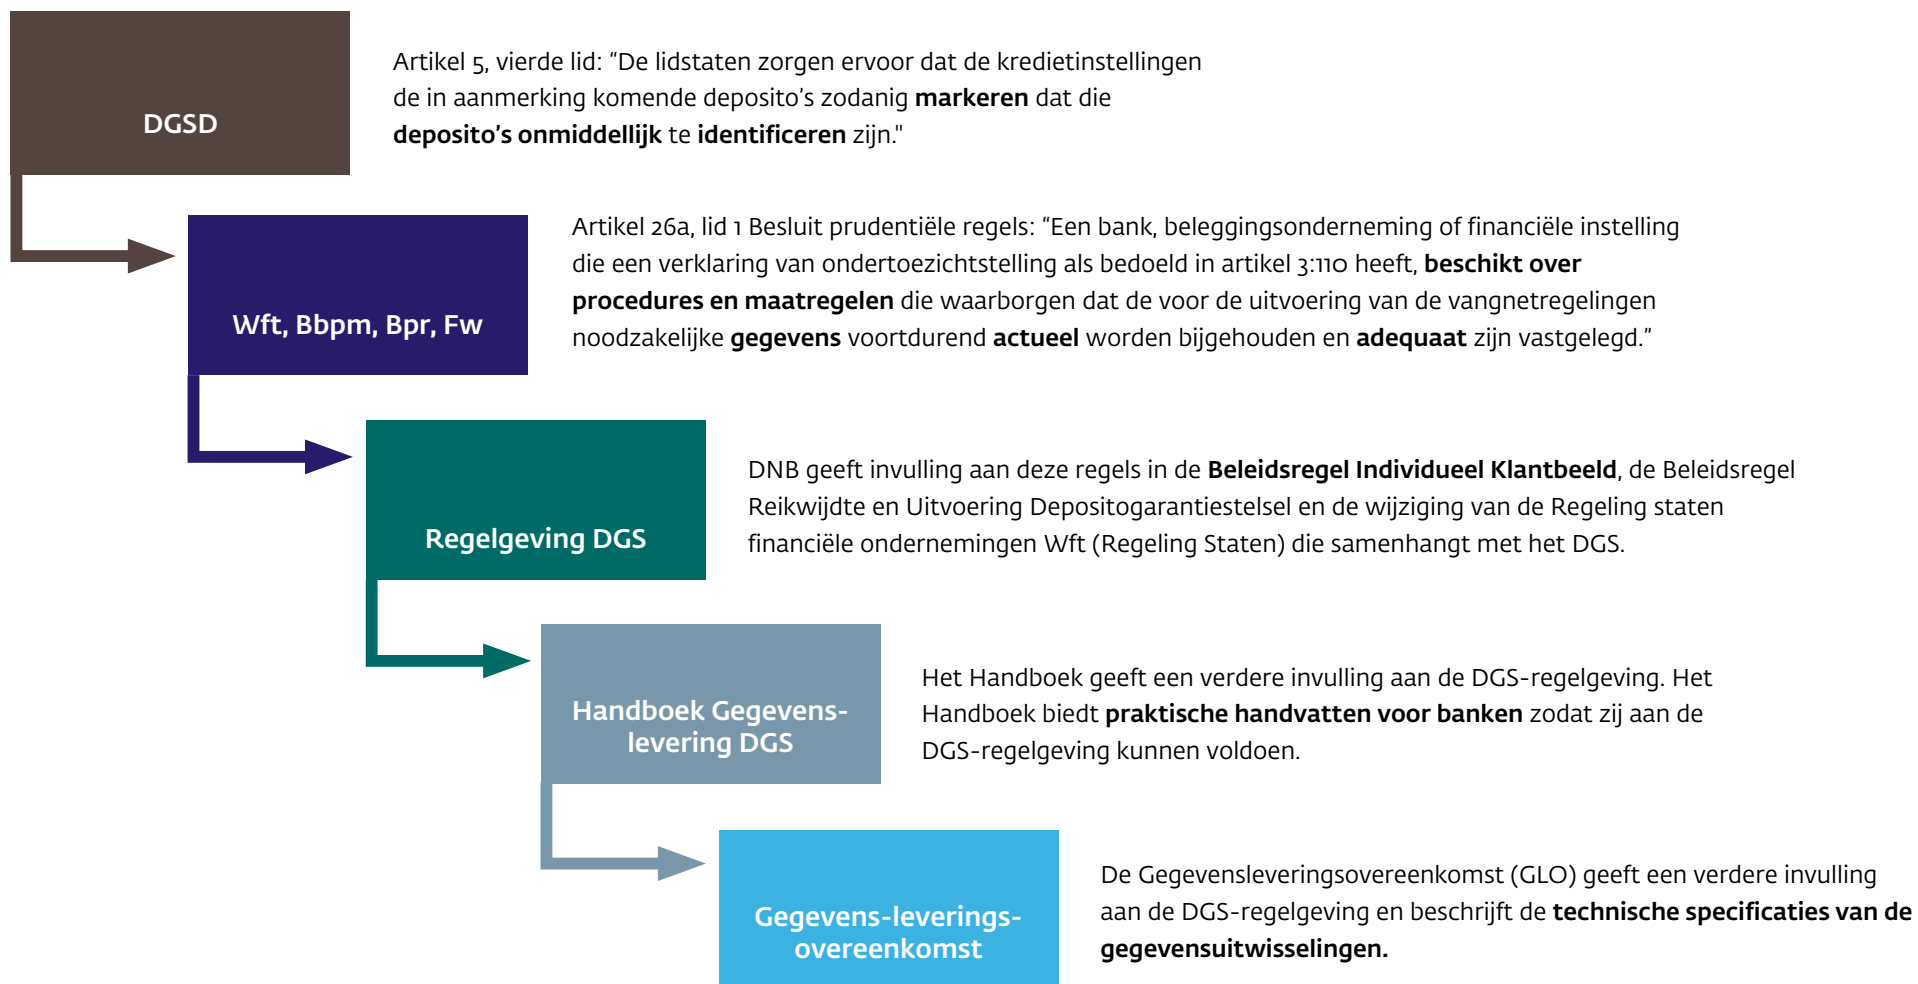 DGSD
Artikel 5, vierde lid: “De lidstaten zorgen ervoor dat de kredietinstellingen
de in aanmerking komende deposito’s zodanig markeren dat die
deposito’s onmiddellijk te identificeren zijn."
Wft, Bbpm, Bpr, Fw
Artikel 26a, lid 1 Besluit prudentiële regels: “Een bank, beleggingsonderneming of financiële instelling
die een verklaring van ondertoezichtstelling als bedoeld in artikel 3:110 heeft, beschikt over
procedures en maatregelen die waarborgen dat de voor de uitvoering van de vangnetregelingen
noodzakelijke gegevens voortdurend actueel worden bijgehouden en adequaat zijn vastgelegd.”
Regelgeving DGS
DNB geeft invulling aan deze regels in de Beleidsregel Individueel Klantbeeld, de Beleidsregel
Reikwijdte en Uitvoering Depositogarantiestelsel en de wijziging van de Regeling staten
financiële ondernemingen Wft (Regeling Staten) die samenhangt met het DGS.
Handboek Gegevens-
levering DGS
Het Handboek geeft een verdere invulling aan de DGS-regelgeving. Het
Handboek biedt praktische handvatten voor banken zodat zij aan de
DGS-regelgeving kunnen voldoen.
Gegevens-leverings-
overeenkomst
De Gegevensleveringsovereenkomst (GLO) geeft een verdere invulling
aan de DGS-regelgeving en beschrijft de technische specificaties van de
gegevensuitwisselingen.